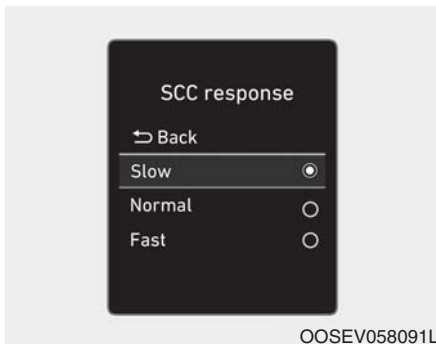 SCC response
Back
Slow
Normal
Fast
OOSEV058091L